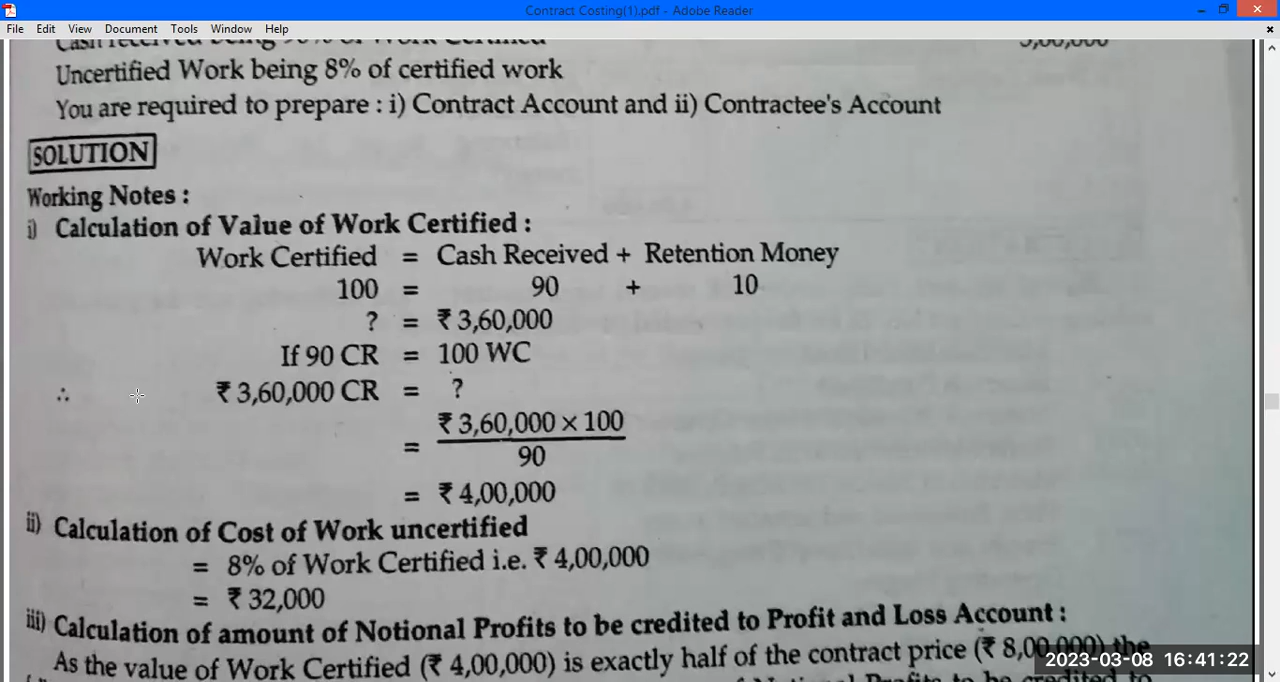 Contract Costing(1).pdf - Adobe Reader
File Edit View Document Tools Window Help
Uncertified Work being 8% of certified work
You are required to prepare : i) Contract Account and ii) Contractee's Account
SOLUTION
Working Notes :
i) Calculation of Value of Work Certified :
Work Certified = Cash Received + Retention Money
100 = 90 + 10
? = ₹ 3,60,000
If 90 CR = 100 WC
∴ ₹ 3,60,000 CR = ?
= ₹ 3,60,000 × 100
90
= ₹ 4,00,000
ii) Calculation of Cost of Work uncertified
= 8% of Work Certified i.e. ₹ 4,00,000
= ₹ 32,000
iii) Calculation of amount of Notional Profits to be credited to Profit and Loss Account :
As the value of Work Certified (₹ 4,00,000) is exactly half of the contract price (₹ 8,00,000) the
2023-03-08 16:41:22